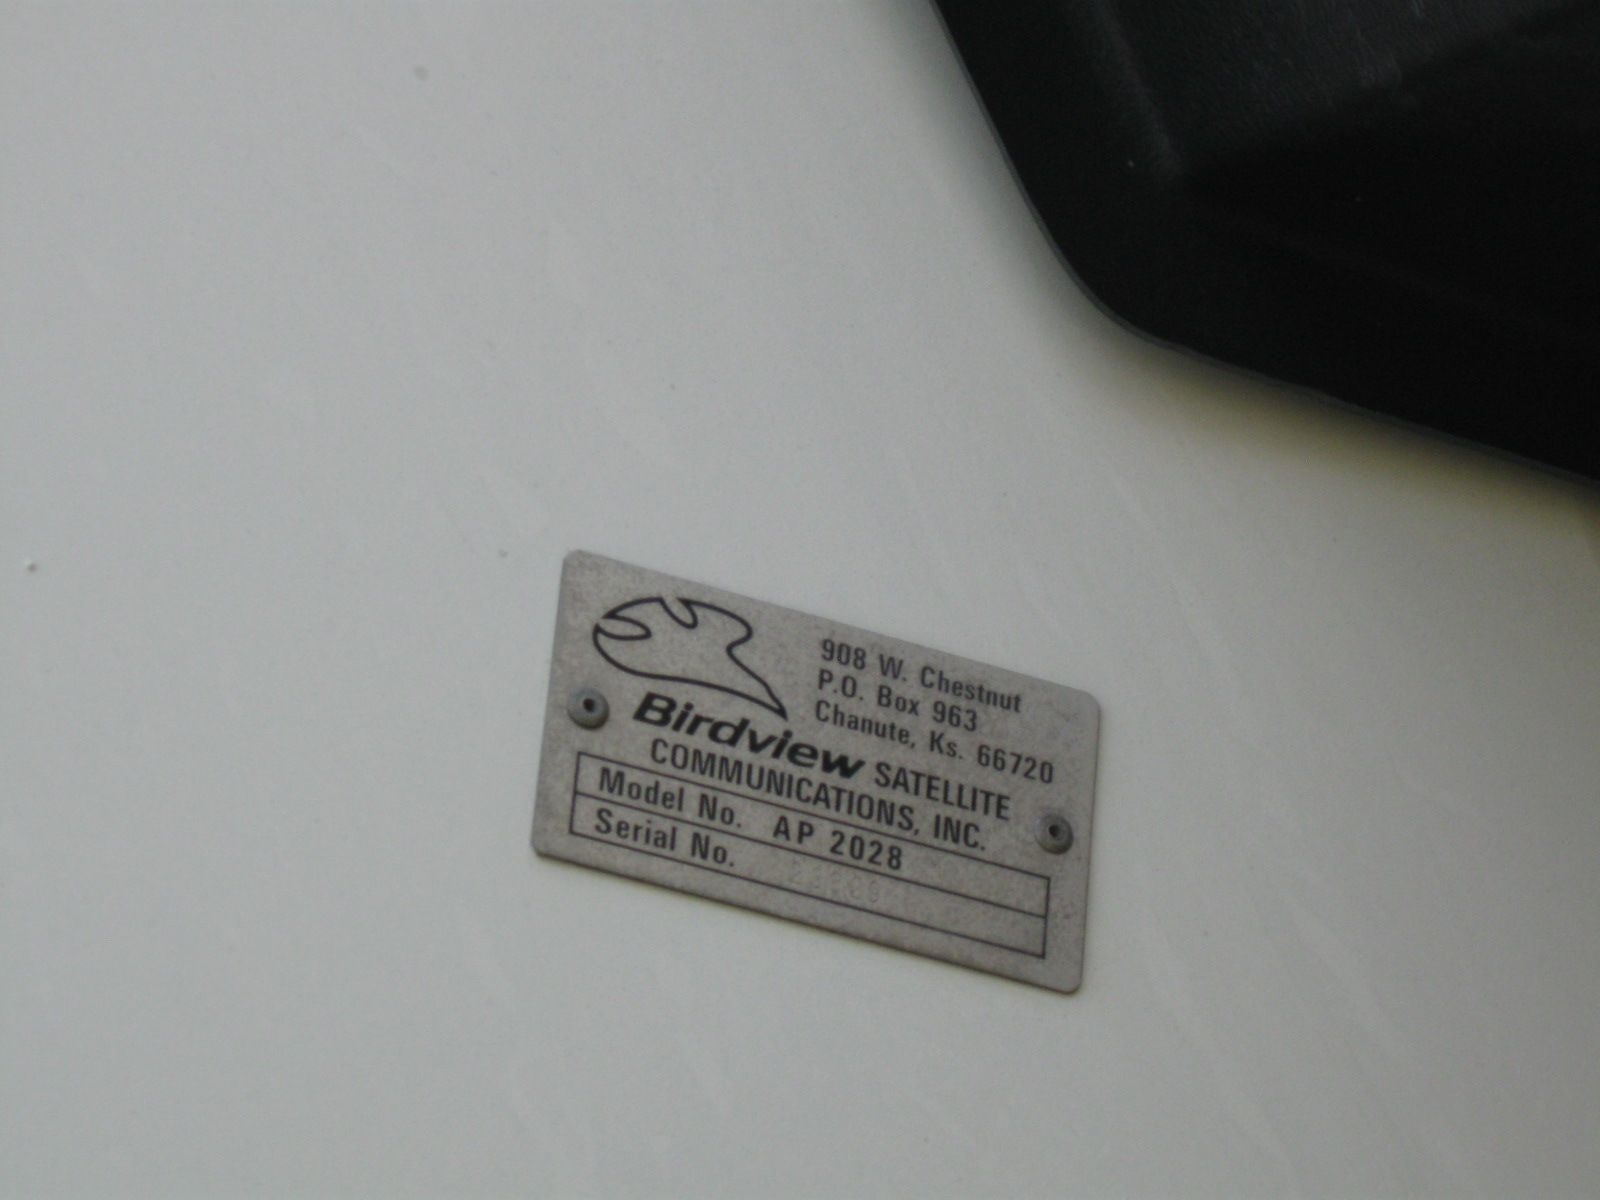 908 W. Chestnut
P.O. Box 963
Chanute, Ks. 66720
Birdview SATELLITE
COMMUNICATIONS, INC.
Model No. AP 2028
Serial No.